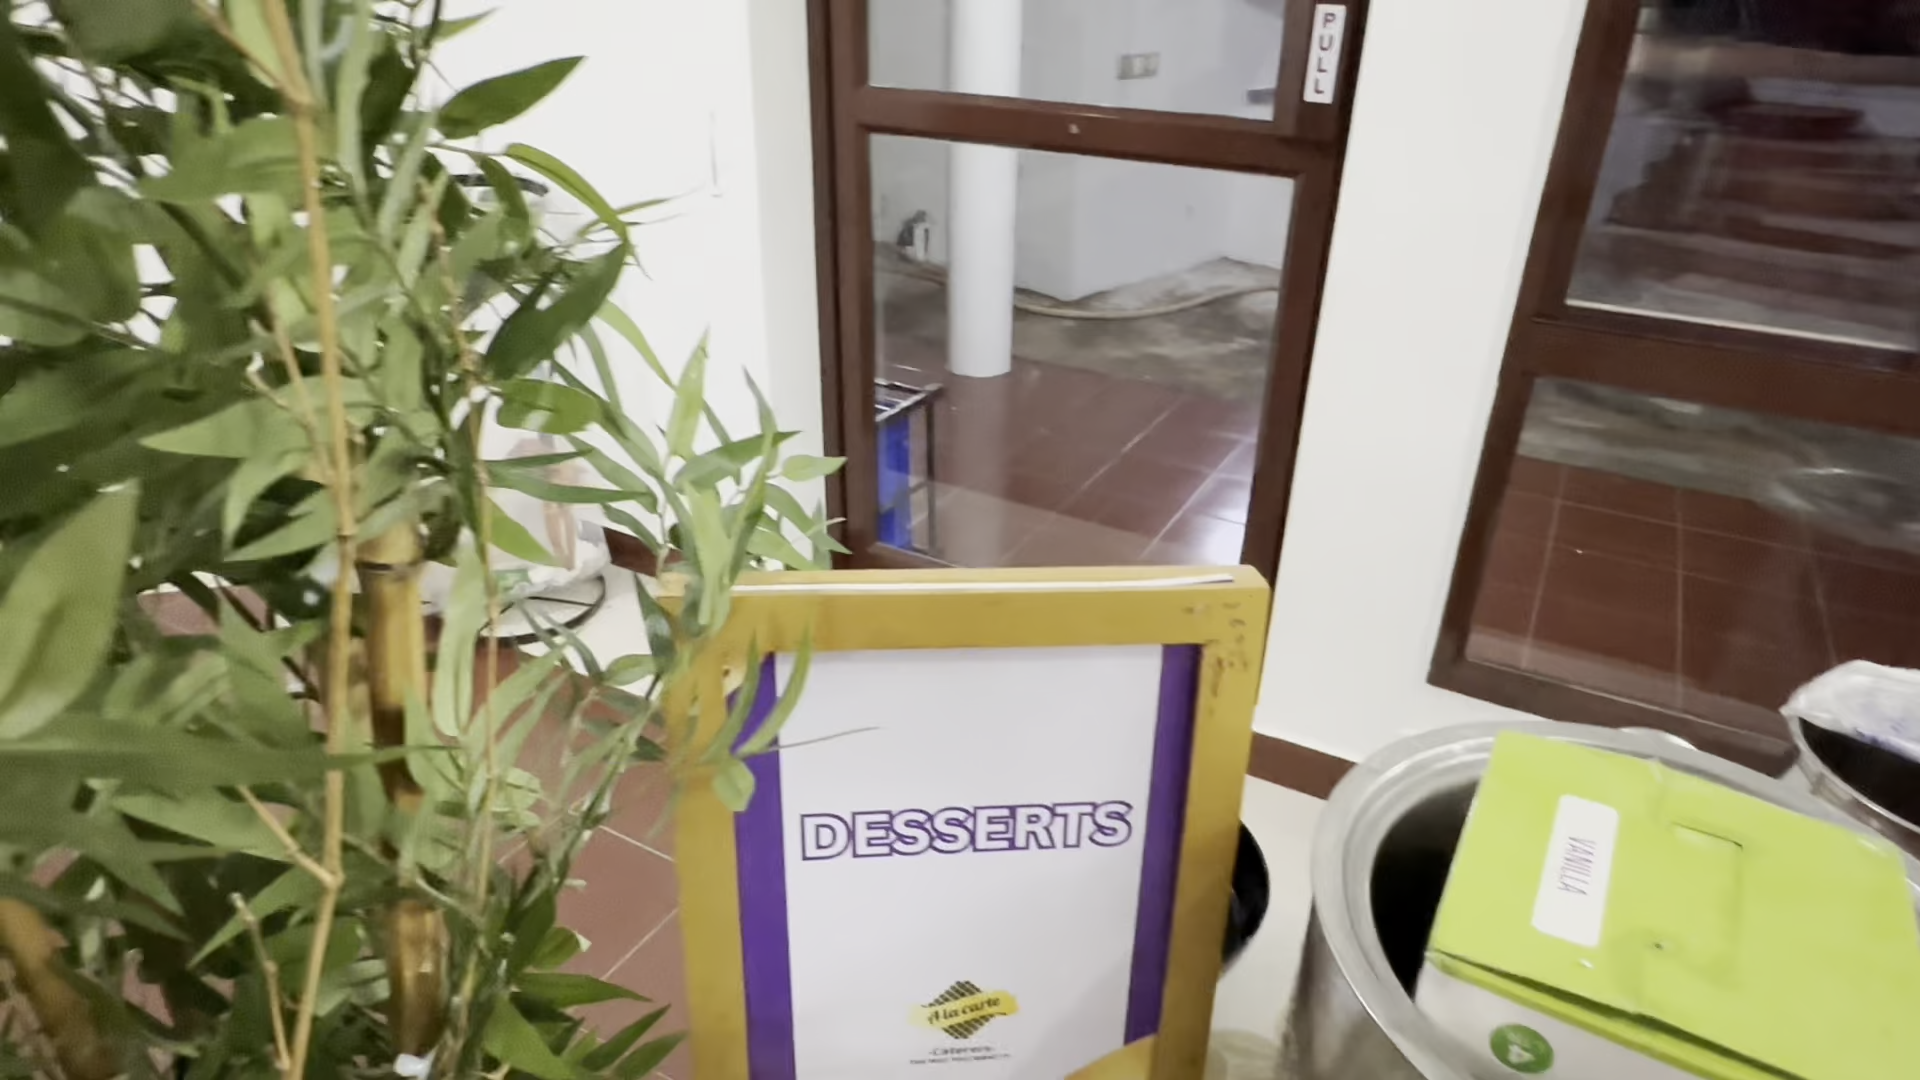 PULL
DESSERTS
A la carte
-Caterers-
VANILLA